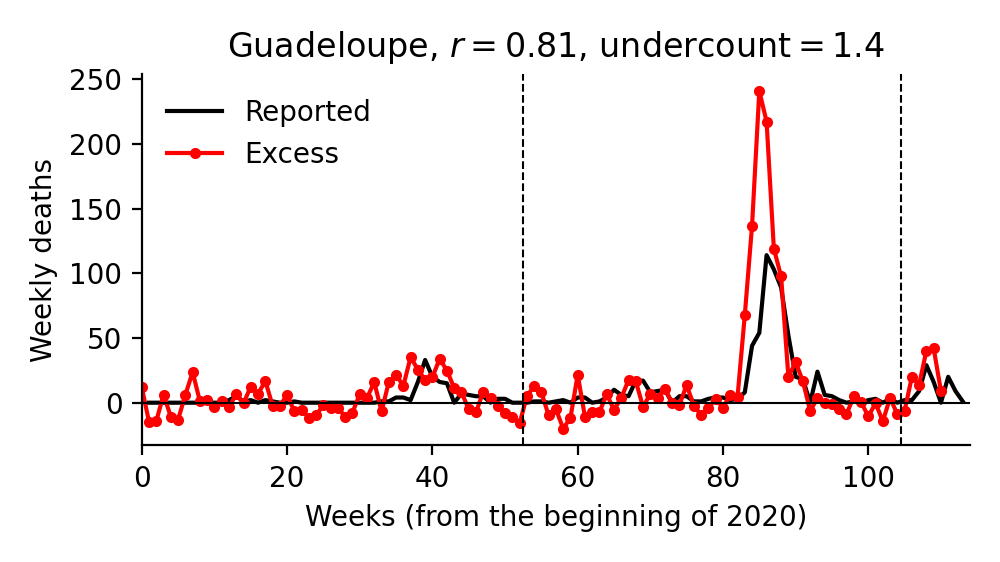 Guadeloupe, r = 0.81, undercount = 1.4
250
200
150
100
50
0
Weekly deaths
Reported
Excess
0 20 40 60 80 100
Weeks (from the beginning of 2020)